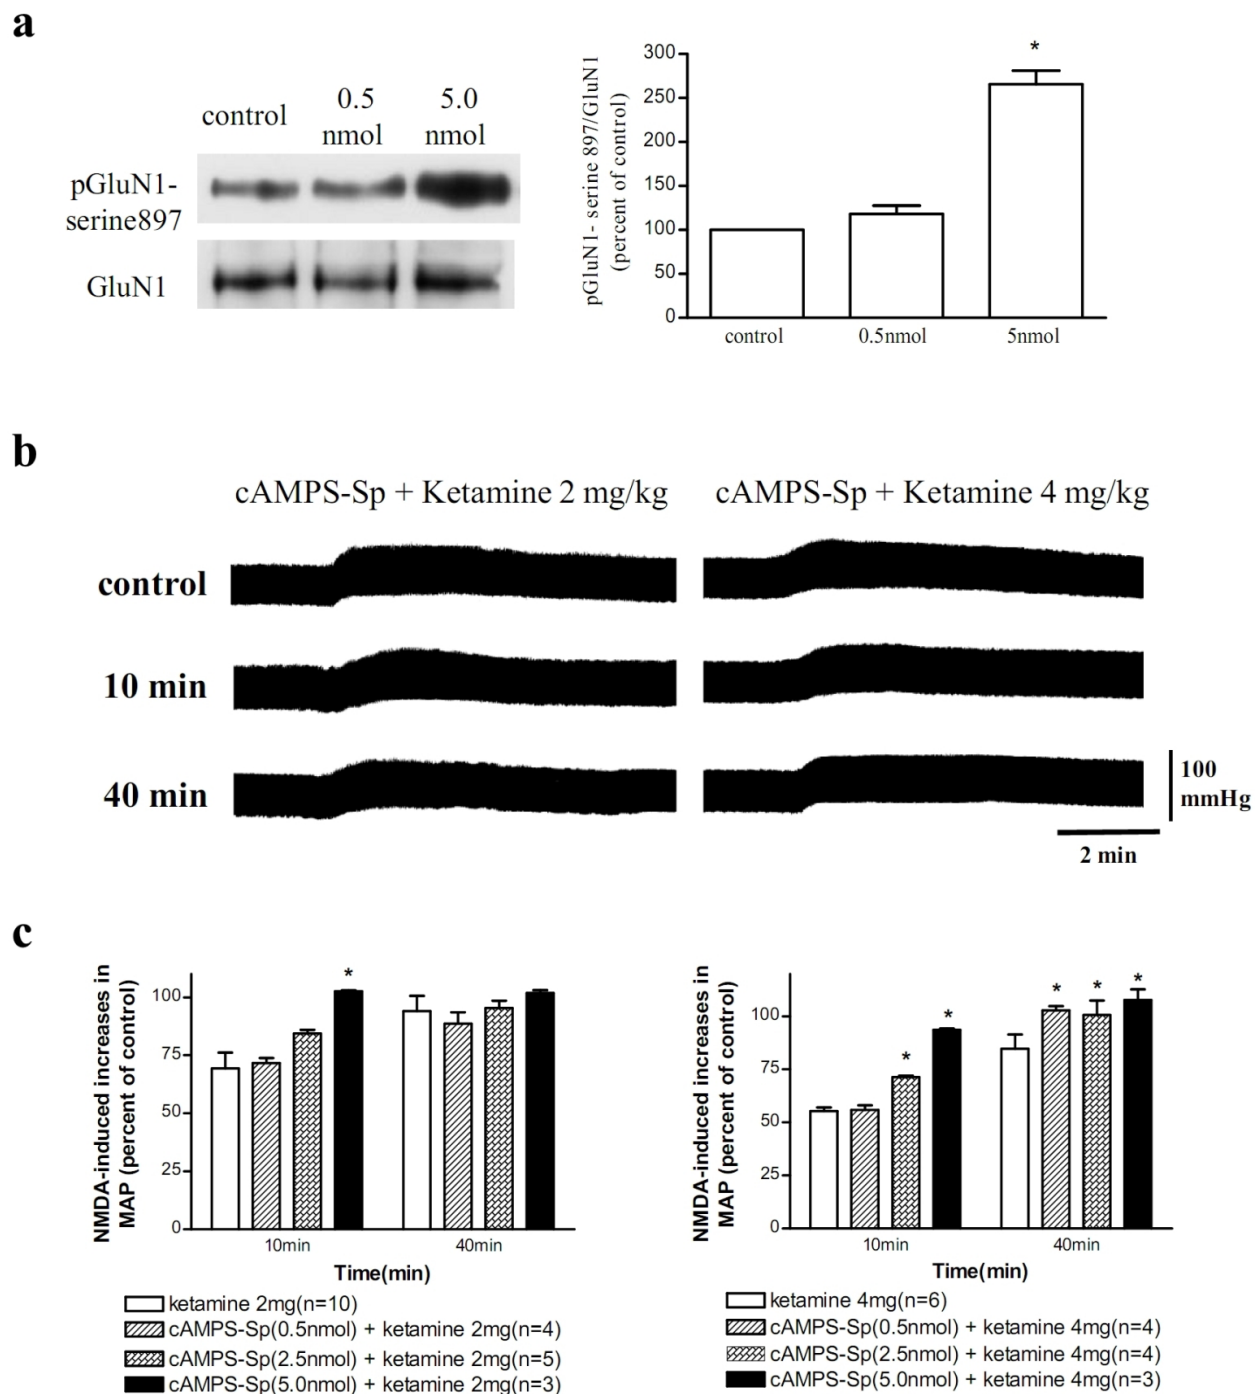 a
control
0.5
nmol
5.0
nmol
pGluN1-
serine897
GluN1
pGluN1- serine 897/GluN1
(percent of control)
300
250
200
150
100
50
0
*
control 0.5nmol 5nmol
b
cAMPS-Sp + Ketamine 2 mg/kg
cAMPS-Sp + Ketamine 4 mg/kg
control
10 min
40 min
100
mmHg
2 min
c
NMDA-induced increases in
MAP (percent of control)
100
75
50
25
0
*
10min 40min
Time(min)
ketamine 2mg(n=10)
cAMPS-Sp(0.5nmol) + ketamine 2mg(n=4)
cAMPS-Sp(2.5nmol) + ketamine 2mg(n=5)
cAMPS-Sp(5.0nmol) + ketamine 2mg(n=3)
NMDA-induced increases in
MAP (percent of control)
100
75
50
25
0
* * * * *
10min 40min
Time(min)
ketamine 4mg(n=6)
cAMPS-Sp(0.5nmol) + ketamine 4mg(n=4)
cAMPS-Sp(2.5nmol) + ketamine 4mg(n=4)
cAMPS-Sp(5.0nmol) + ketamine 4mg(n=3)